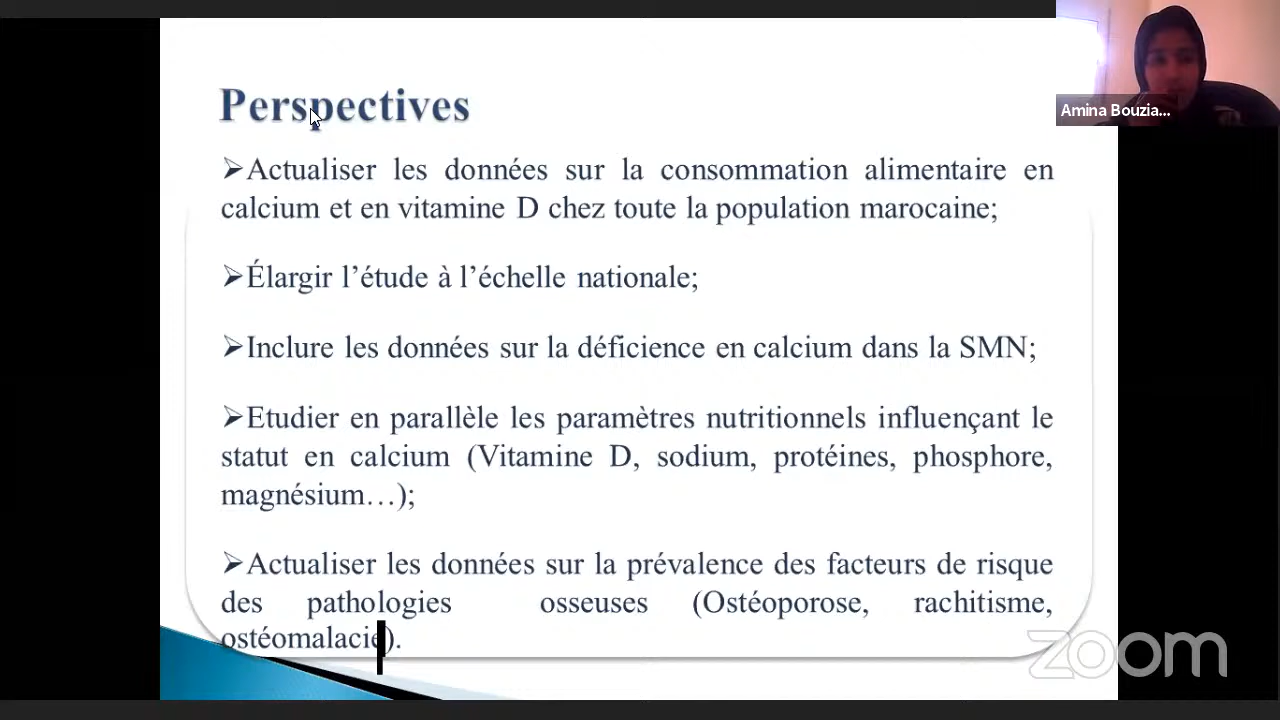 Perspectives
➢Actualiser les données sur la consommation alimentaire en
calcium et en vitamine D chez toute la population marocaine;
➢Élargir l’étude à l’échelle nationale;
➢Inclure les données sur la déficience en calcium dans la SMN;
➢Etudier en parallèle les paramètres nutritionnels influençant le
statut en calcium (Vitamine D, sodium, protéines, phosphore,
magnésium…);
➢Actualiser les données sur la prévalence des facteurs de risque
des pathologies osseuses (Ostéoporose, rachitisme,
ostéomalacie).
Amina Bouzia...
zoom